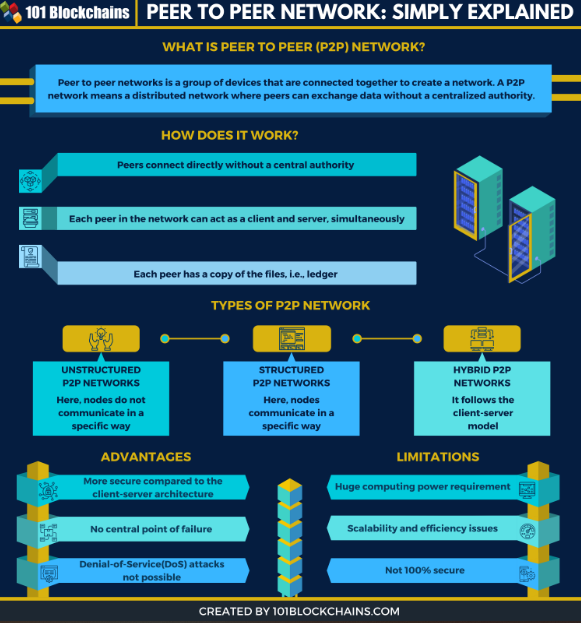 101 Blockchains
PEER TO PEER NETWORK: SIMPLY EXPLAINED
WHAT IS PEER TO PEER (P2P) NETWORK?
Peer to peer networks is a group of devices that are connected together to create a network. A P2P
network means a distributed network where peers can exchange data without a centralized authority.
HOW DOES IT WORK?
Peers connect directly without a central authority
Each peer in the network can act as a client and server, simultaneously
Each peer has a copy of the files, i.e., ledger
TYPES OF P2P NETWORK
UNSTRUCTURED
P2P NETWORKS
Here, nodes do not
communicate in a
specific way
STRUCTURED
P2P NETWORKS
Here, nodes
communicate in a
specific way
HYBRID P2P
NETWORKS
It follows the
client-server
model
ADVANTAGES
More secure compared to the
client-server architecture
No central point of failure
Denial-of-Service(DoS) attacks
not possible
LIMITATIONS
Huge computing power requirement
Scalability and efficiency issues
Not 100% secure
CREATED BY 101BLOCKCHAINS.COM